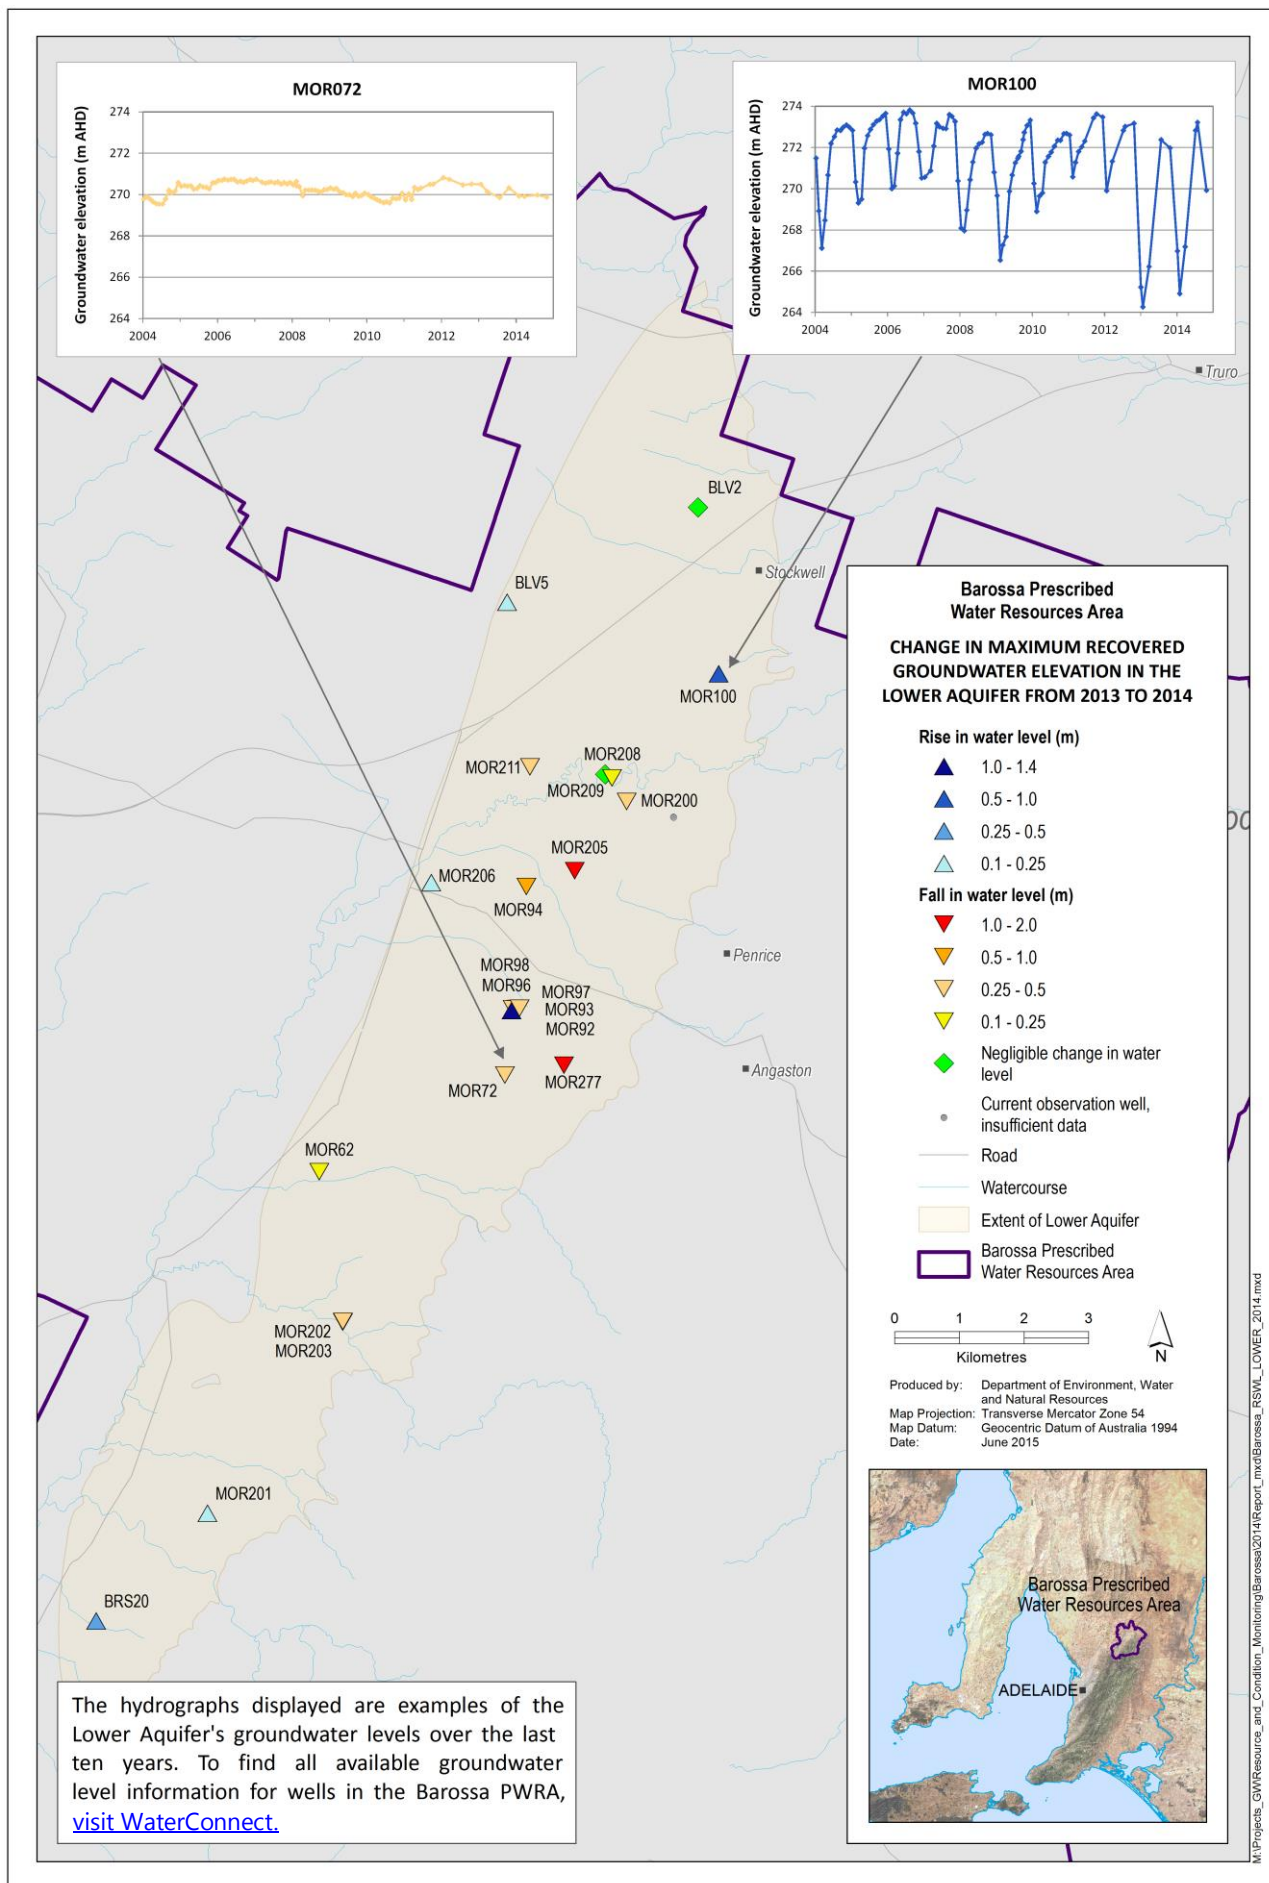 MOR072
Groundwater elevation (m AHD)
274
272
270
268
266
264
2004
2006
2008
2010
2012
2014
MOR100
Groundwater elevation (m AHD)
274
272
270
268
266
264
2004
2006
2008
2010
2012
2014
Truro
BLV2
Stockwell
BLV5
MOR100
MOR208
MOR211
MOR209
MOR200
MOR205
MOR206
MOR94
Penrice
MOR98
MOR96
MOR97
MOR93
MOR92
Angaston
MOR72
MOR277
MOR62
MOR202
MOR203
MOR201
BRS20
Barossa Prescribed
Water Resources Area
CHANGE IN MAXIMUM RECOVERED
GROUNDWATER ELEVATION IN THE
LOWER AQUIFER FROM 2013 TO 2014
Rise in water level (m)
1.0 - 1.4
0.5 - 1.0
0.25 - 0.5
0.1 - 0.25
Fall in water level (m)
1.0 - 2.0
0.5 - 1.0
0.25 - 0.5
0.1 - 0.25
Negligible change in water
level
Current observation well,
insufficient data
Road
Watercourse
Extent of Lower Aquifer
Barossa Prescribed
Water Resources Area
0 1 2 3
Kilometres
N
Produced by: Department of Environment, Water
and Natural Resources
Map Projection: Transverse Mercator Zone 54
Map Datum: Geocentric Datum of Australia 1994
Date: June 2015
Barossa Prescribed
Water Resources Area
ADELAIDE
The hydrographs displayed are examples of the
Lower Aquifer's groundwater levels over the last
ten years. To find all available groundwater
level information for wells in the Barossa PWRA,
visit WaterConnect.
M:\Projects_GW\Resource_and_Condition_Monitoring\Barossa\2014\Report_mxd\Barossa_RSWL_LOWER_2014.mxd